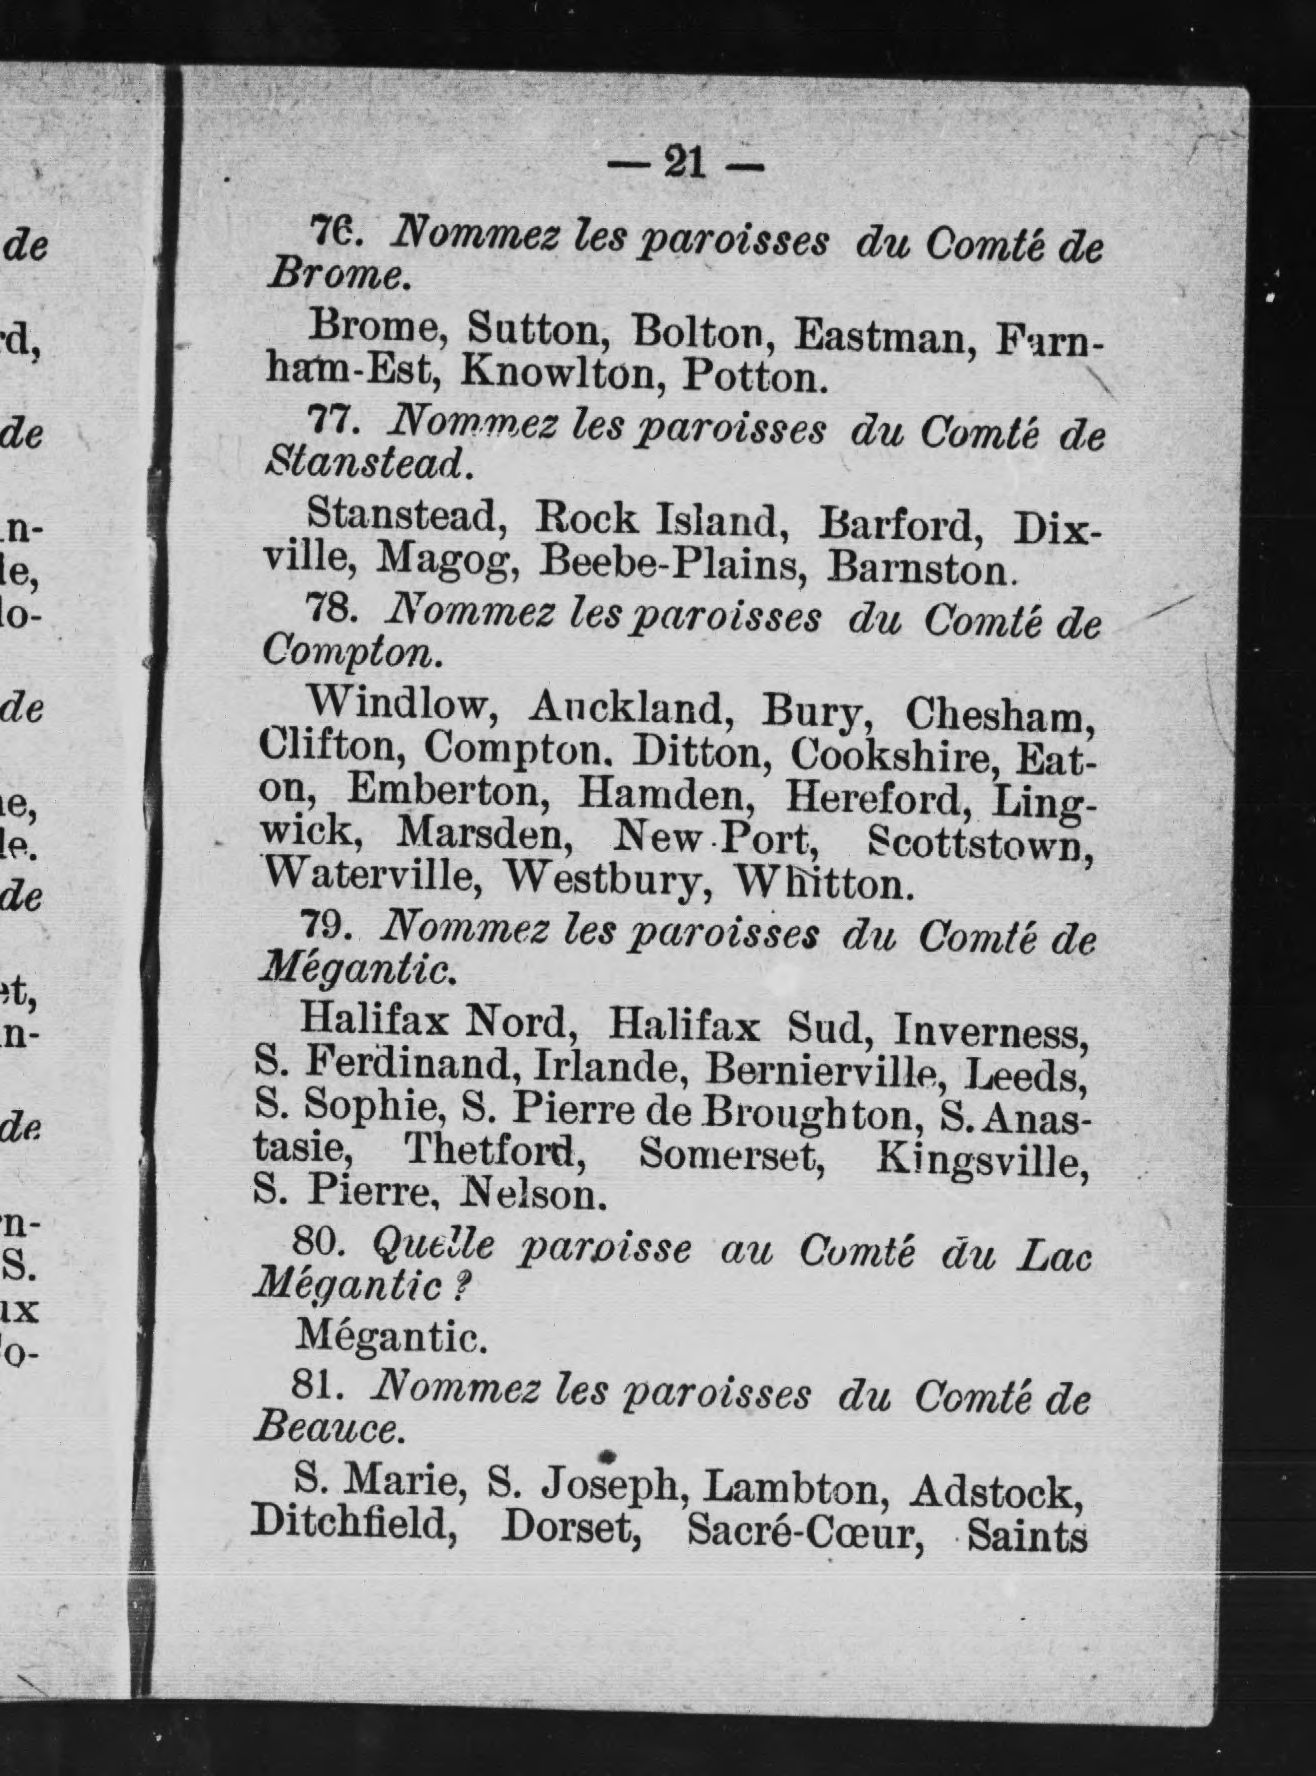 — 21 —
76. Nommez les paroisses du Comté de
Brome.
Brome, Sutton, Bolton, Eastman, Farn-
ham-Est, Knowlton, Potton.
77. Nommez les paroisses du Comté de
Stanstead.
Stanstead, Rock Island, Barford, Dix-
ville, Magog, Beebe-Plains, Barnston.
78. Nommez les paroisses du Comté de
Compton.
Windlow, Auckland, Bury, Chesham,
Clifton, Compton. Ditton, Cookshire, Eat-
on, Emberton, Hamden, Hereford, Ling-
wick, Marsden, New Port, Scottstown,
Waterville, Westbury, Whitton.
79. Nommez les paroisses du Comté de
Mégantic.
Halifax Nord, Halifax Sud, Inverness,
S. Ferdinand, Irlande, Bernierville, Leeds,
S. Sophie, S. Pierre de Broughton, S. Anas-
tasie, Thetford, Somerset, Kingsville,
S. Pierre, Nelson.
80. Quelle paroisse au Comté du Lac
Mégantic ?
Mégantic.
81. Nommez les paroisses du Comté de
Beauce.
S. Marie, S. Joseph, Lambton, Adstock,
Ditchfield, Dorset, Sacré-Cœur, Saints